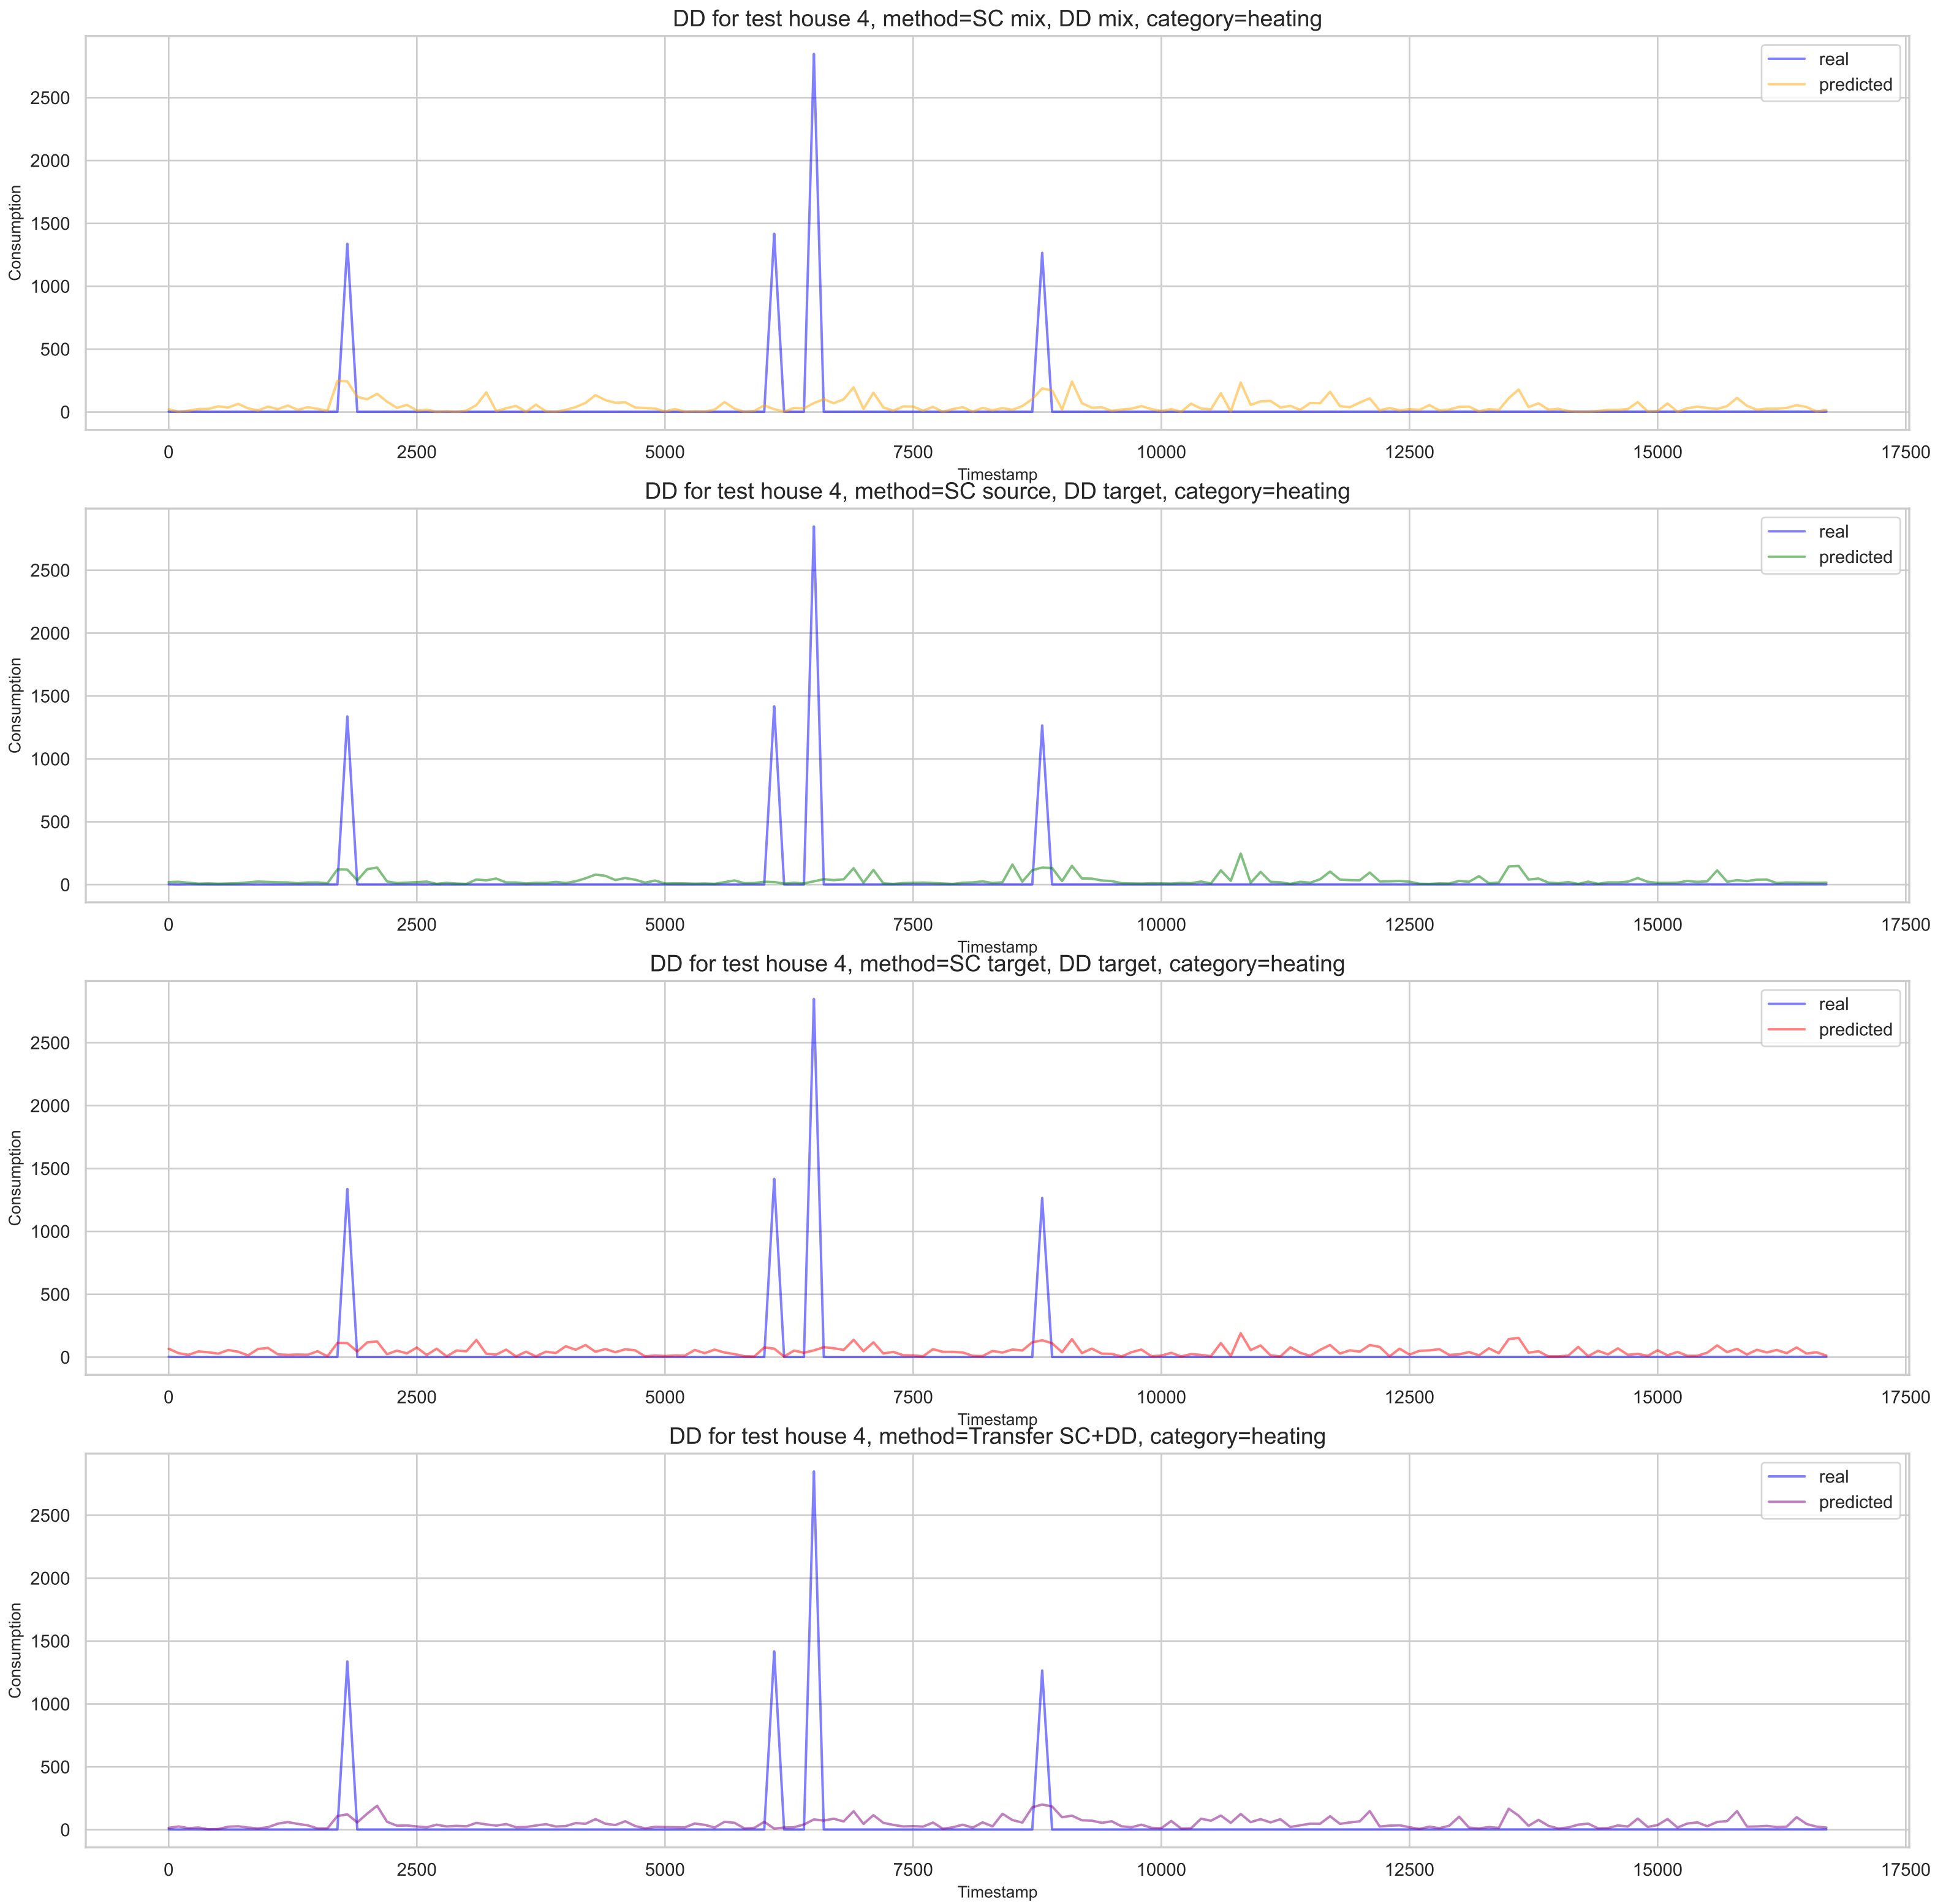 DD for test house 4, method=SC mix, DD mix, category=heating
real
predicted
2500
2000
1500
1000
500
0
Consumption
0 2500 5000 7500 10000 12500 15000 17500
Timestamp
DD for test house 4, method=SC source, DD target, category=heating
real
predicted
2500
2000
1500
1000
500
0
Consumption
0 2500 5000 7500 10000 12500 15000 17500
Timestamp
DD for test house 4, method=SC target, DD target, category=heating
real
predicted
2500
2000
1500
1000
500
0
Consumption
0 2500 5000 7500 10000 12500 15000 17500
Timestamp
DD for test house 4, method=Transfer SC+DD, category=heating
real
predicted
2500
2000
1500
1000
500
0
Consumption
0 2500 5000 7500 10000 12500 15000 17500
Timestamp